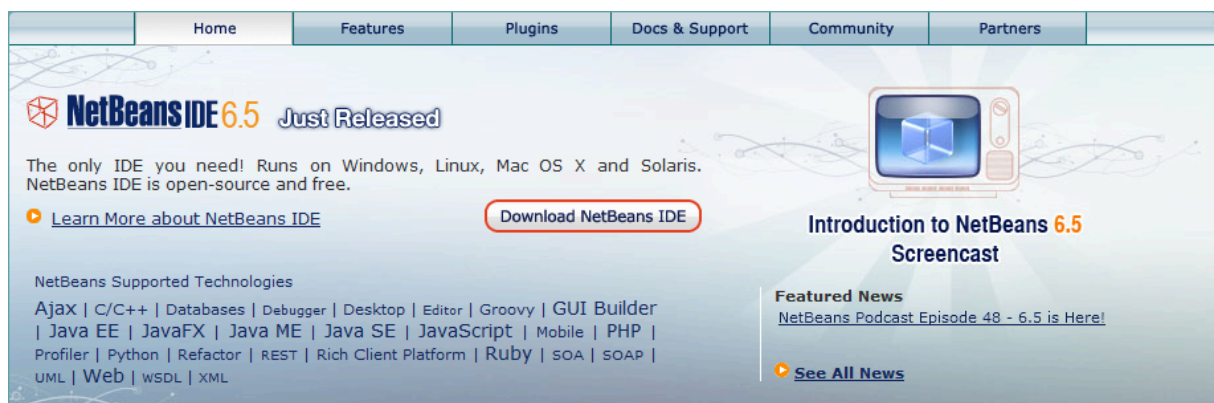 Home Features Plugins Docs & Support Community Partners
NetBeans IDE 6.5 Just Released
The only IDE you need! Runs on Windows, Linux, Mac OS X and Solaris.
NetBeans IDE is open-source and free.
Learn More about NetBeans IDE
Download NetBeans IDE
NetBeans Supported Technologies
Ajax | C/C++ | Databases | Debugger | Desktop | Editor | Groovy | GUI Builder
| Java EE | JavaFX | Java ME | Java SE | JavaScript | Mobile | PHP |
Profiler | Python | Refactor | REST | Rich Client Platform | Ruby | SOA | SOAP |
UML | Web | WSDL | XML
Introduction to NetBeans 6.5
Screencast
Featured News
NetBeans Podcast Episode 48 - 6.5 is Here!
See All News